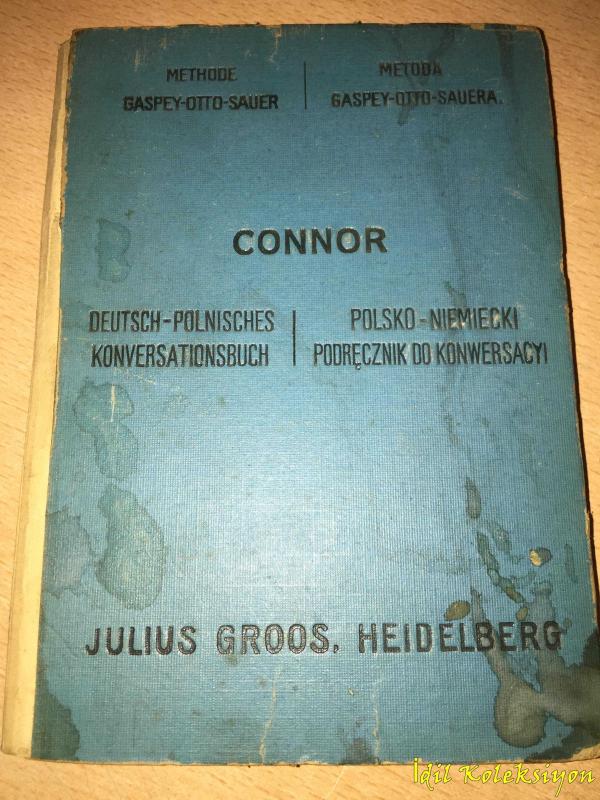 METHODE
GASPEY-OTTO-SAUER
METODA
GASPEY-OTTO-SAUERA.
CONNOR
DEUTSCH-POLNISCHES
KONVERSATIONSBUCH
POLSKO-NIEMIECKI
PODRĘCZNIK DO KONWERSACYI
JULIUS GROOS, HEIDELBERG
İdil Koleksiyon